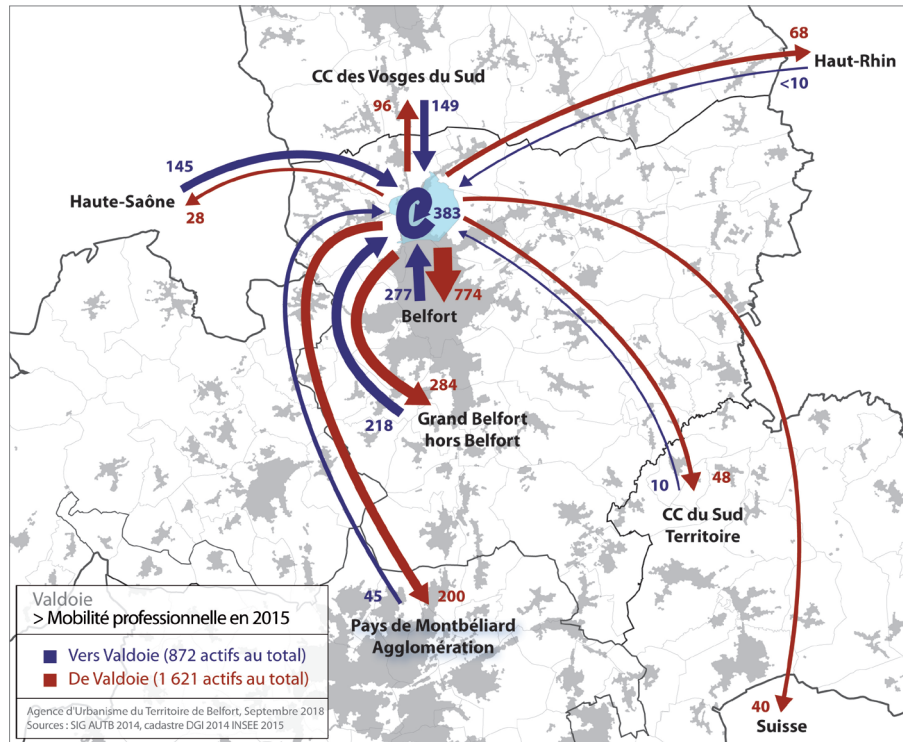 68
Haut-Rhin
<10
CC des Vosges du Sud
96
149
145
Haute-Saône
28
383
277
774
Belfort
284
218
Grand Belfort
hors Belfort
10
48
CC du Sud
Territoire
45
200
Pays de Montbéliard
Agglomération
40
Suisse
Valdoie
> Mobilité professionnelle en 2015
Vers Valdoie (872 actifs au total)
De Valdoie (1 621 actifs au total)
Agence d'Urbanisme du Territoire de Belfort, Septembre 2018
Sources : SIG AUTB 2014, cadastre DGI 2014 INSEE 2015